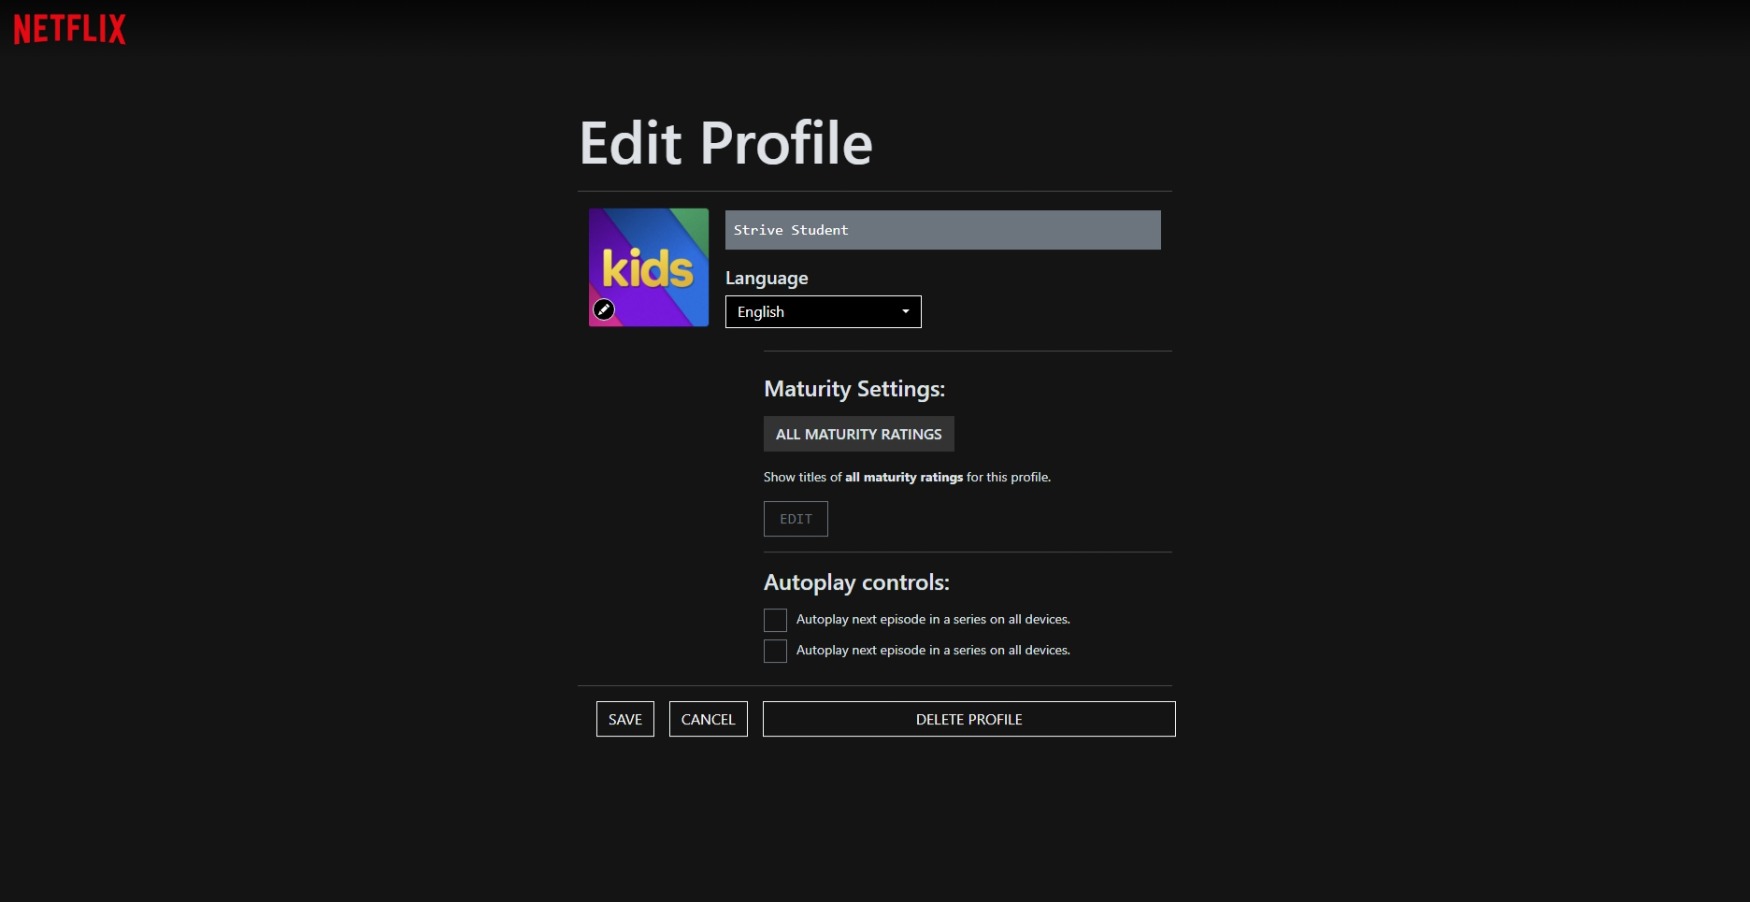 NETFLIX
Edit Profile
kids
Strive Student
Language
English
Maturity Settings:
ALL MATURITY RATINGS
Show titles of all maturity ratings for this profile.
EDIT
Autoplay controls:
Autoplay next episode in a series on all devices.
Autoplay next episode in a series on all devices.
SAVE CANCEL DELETE PROFILE